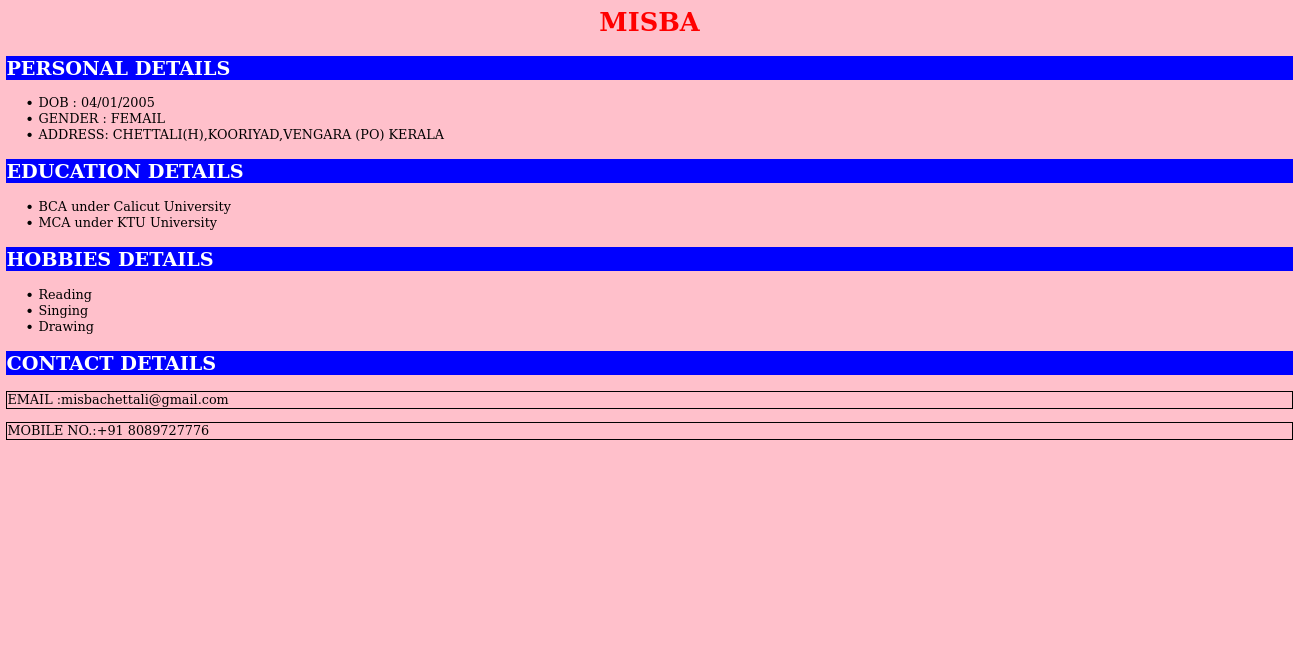 MISBA
PERSONAL DETAILS
• DOB : 04/01/2005
• GENDER : FEMAIL
• ADDRESS: CHETTALI(H),KOORIYAD,VENGARA (PO) KERALA
EDUCATION DETAILS
• BCA under Calicut University
• MCA under KTU University
HOBBIES DETAILS
• Reading
• Singing
• Drawing
CONTACT DETAILS
EMAIL :misbachettali@gmail.com
MOBILE NO.:+91 8089727776